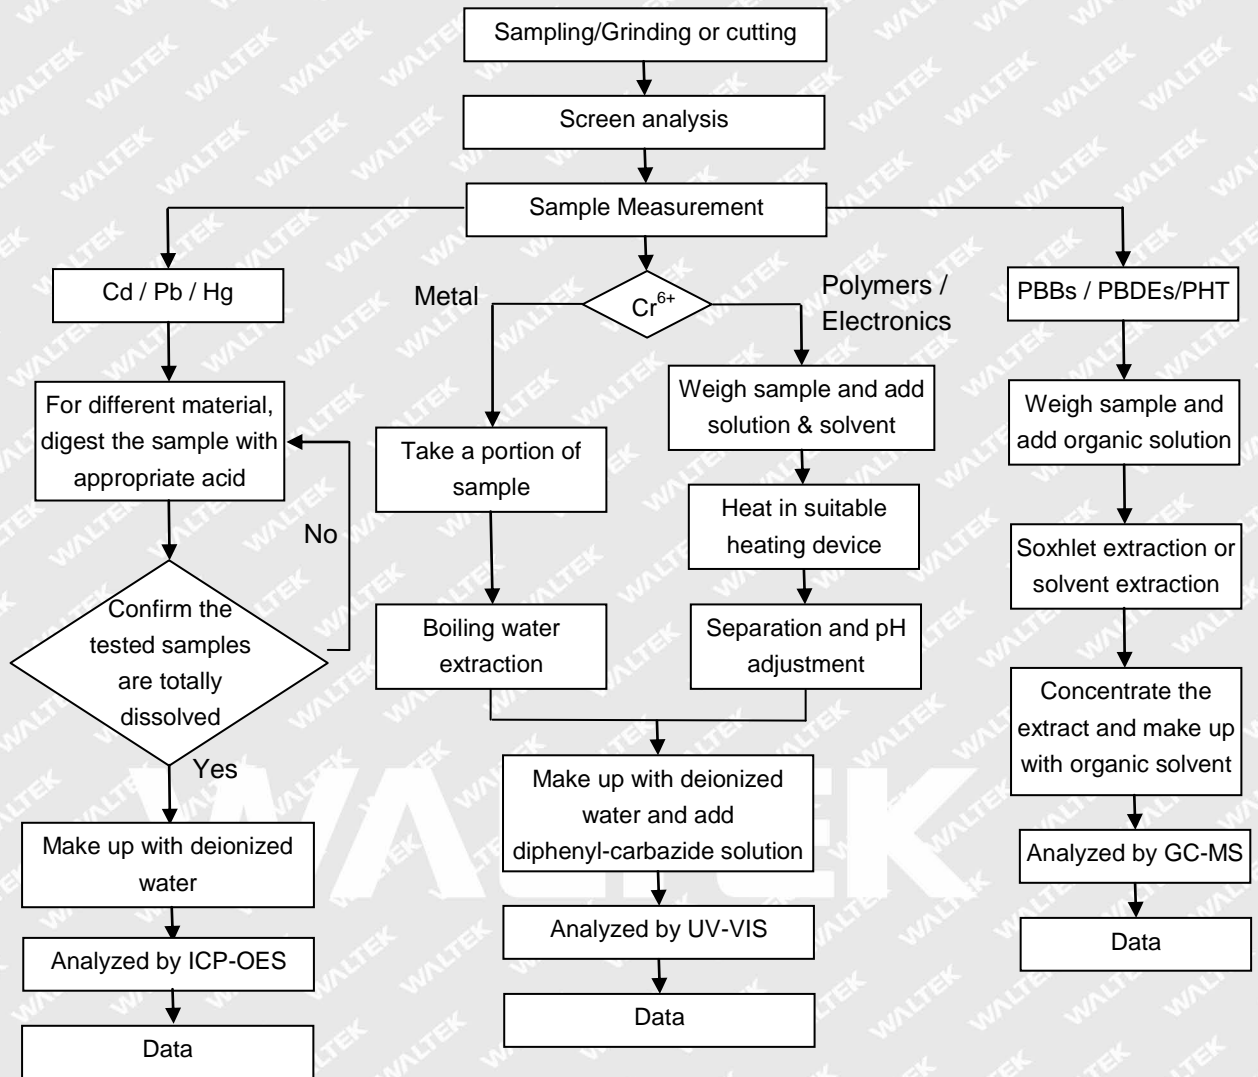 Sampling/Grinding or cutting
Screen analysis
Sample Measurement
Cd / Pb / Hg
For different material,
digest the sample with
appropriate acid
No
Confirm the
tested samples
are totally
dissolved
Yes
Make up with deionized
water
Analyzed by ICP-OES
Data
Metal
Cr6+
Polymers /
Electronics
Take a portion of
sample
Boiling water
extraction
Weigh sample and add
solution & solvent
Heat in suitable
heating device
Separation and pH
adjustment
Make up with deionized
water and add
diphenyl-carbazide solution
Analyzed by UV-VIS
Data
PBBs / PBDEs/PHT
Weigh sample and
add organic solution
Soxhlet extraction or
solvent extraction
Concentrate the
extract and make up
with organic solvent
Analyzed by GC-MS
Data
WALTEK